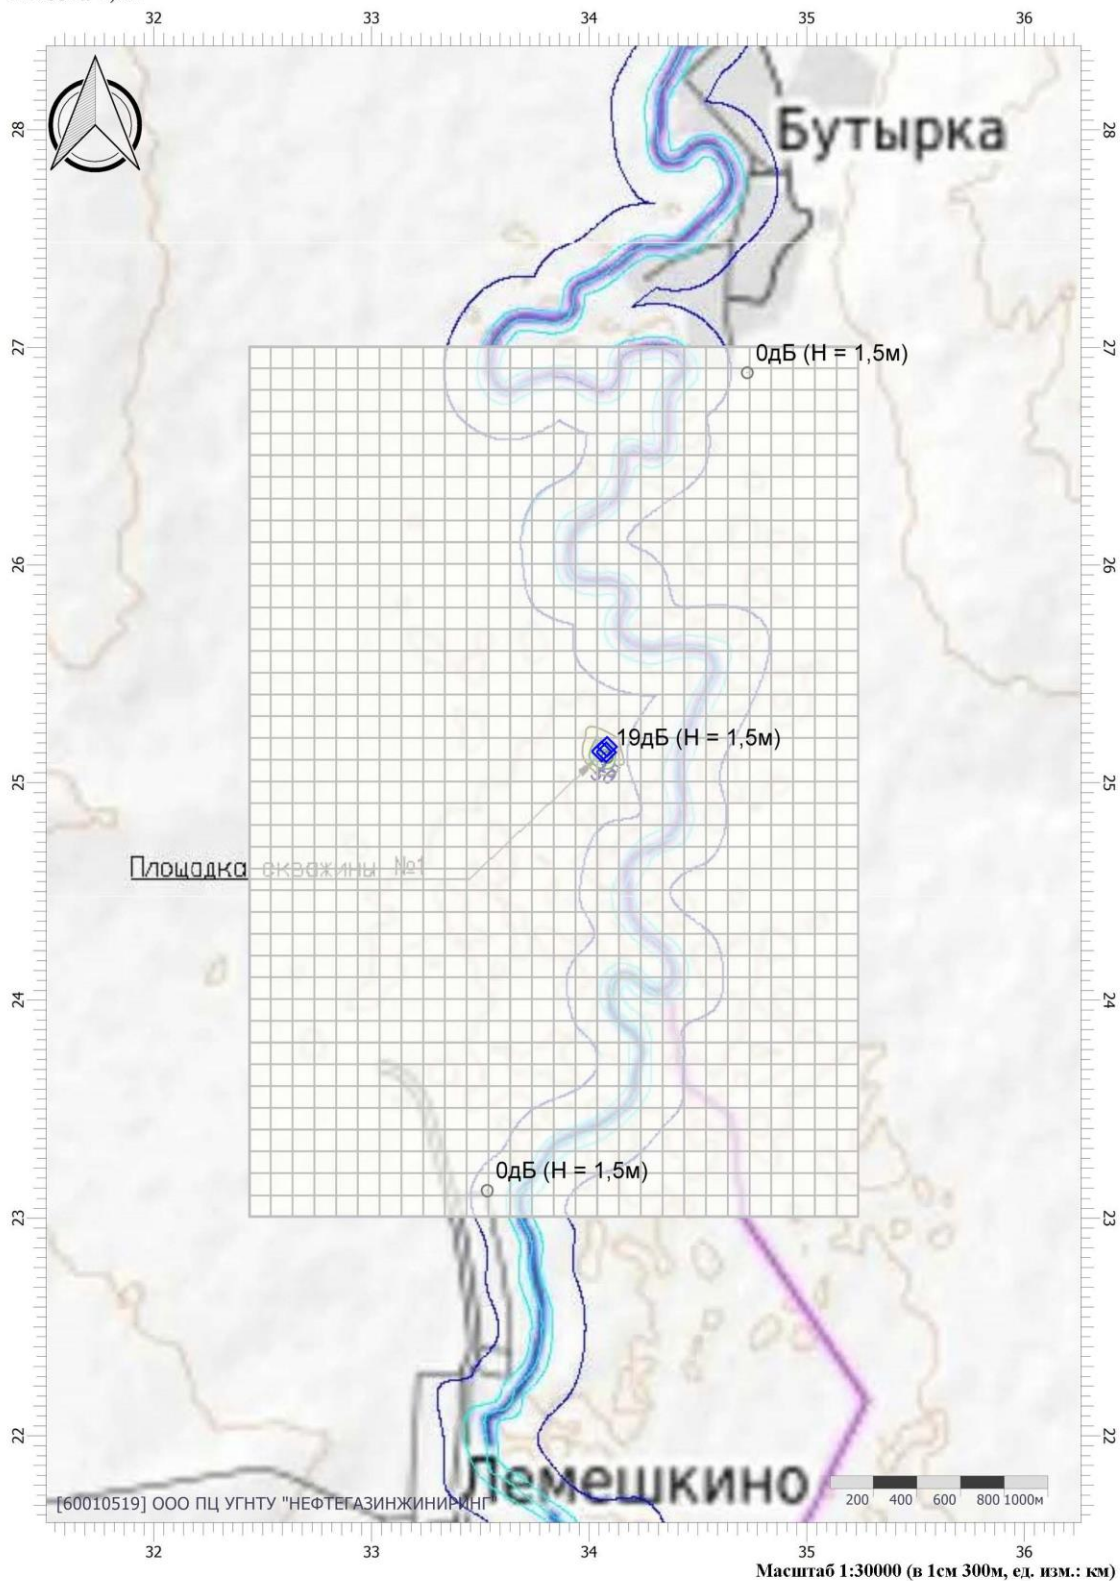 32 33 34 35 36
Бутырка
28 28
27 27
0дБ (H = 1,5м)
26 26
19дБ (H = 1,5м)
25 25
Площадка скважины №1
24 24
0дБ (H = 1,5м)
23 23
22 22
Лемешкино
200 400 600 800 1000м
[60010519] ООО ПЦ УГНТУ "НЕФТЕГАЗИНЖИНИРИНГ"
32 33 34 35 36
Масштаб 1:30000 (в 1см 300м, ед. изм.: км)